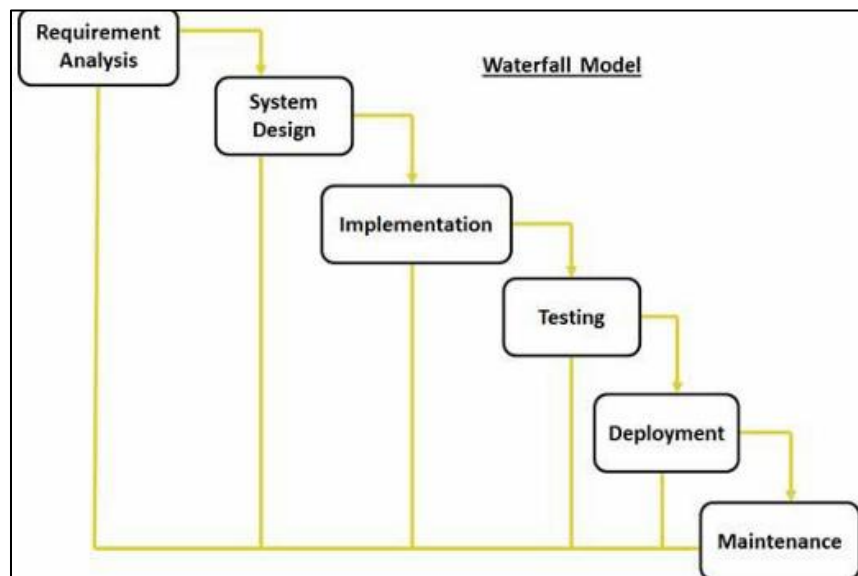 Requirement
Analysis
Waterfall Model
System
Design
Implementation
Testing
Deployment
Maintenance